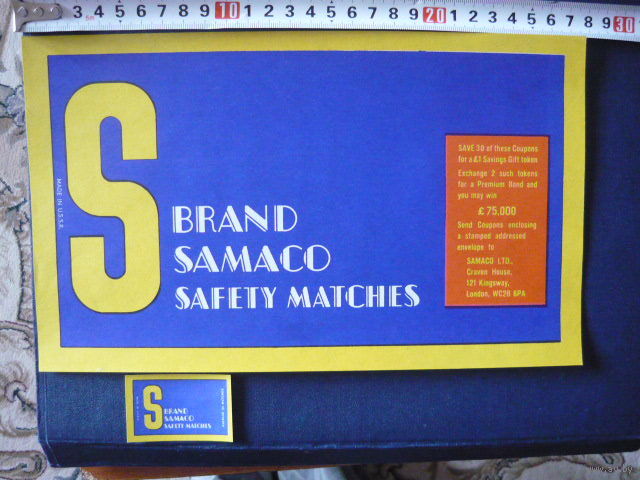 3 4 5 6 7 8 9 10 1 2 3 4 5 6 7 8 9 20 1 2 3 4 5 6 7 8 9 30
S
MADE IN U.S.S.R.
BRAND
SAMACO
SAFETY MATCHES
SAVE 30 of these Coupons
for a £1 Savings Gift token
Exchange 2 such tokens
for a Premium Bond and
you may win
£75.000
Send Coupons enclosing
a stamped addressed
envelope to
SAMACO LTD.,
Craven House,
121 Kingsway,
London, WC2B 6PA
S
BRAND
SAMACO
SAFETY MATCHES